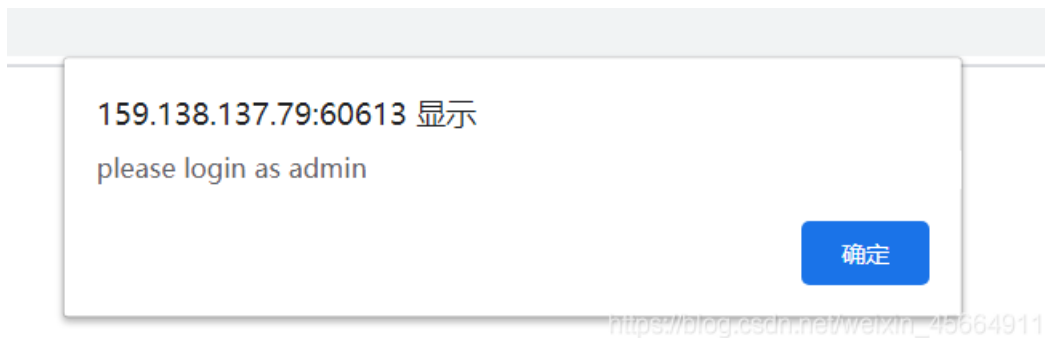 159.138.137.79:60613 显示
please login as admin
确定
https://blog.csdn.net/weixin_45664911